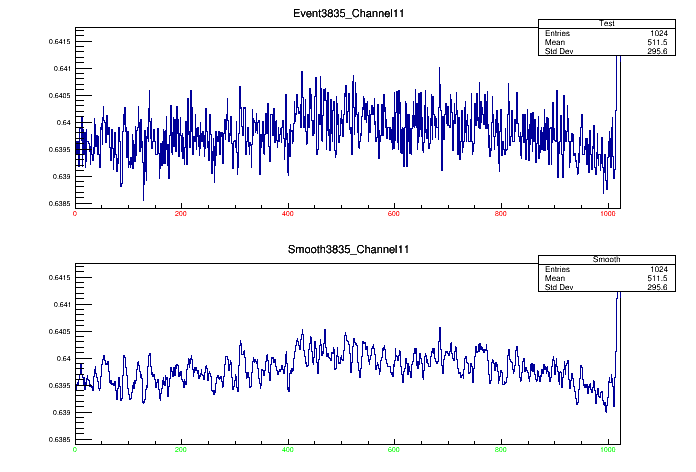 Event3835_Channel11
Test
Entries 1024
Mean 511.5
Std Dev 295.6
0.6415
0.641
0.6405
0.64
0.6395
0.639
0.6385
0 200 400 600 800 1000
Smooth3835_Channel11
Smooth
Entries 1024
Mean 511.5
Std Dev 295.6
0.6415
0.641
0.6405
0.64
0.6395
0.639
0.6385
0 200 400 600 800 1000